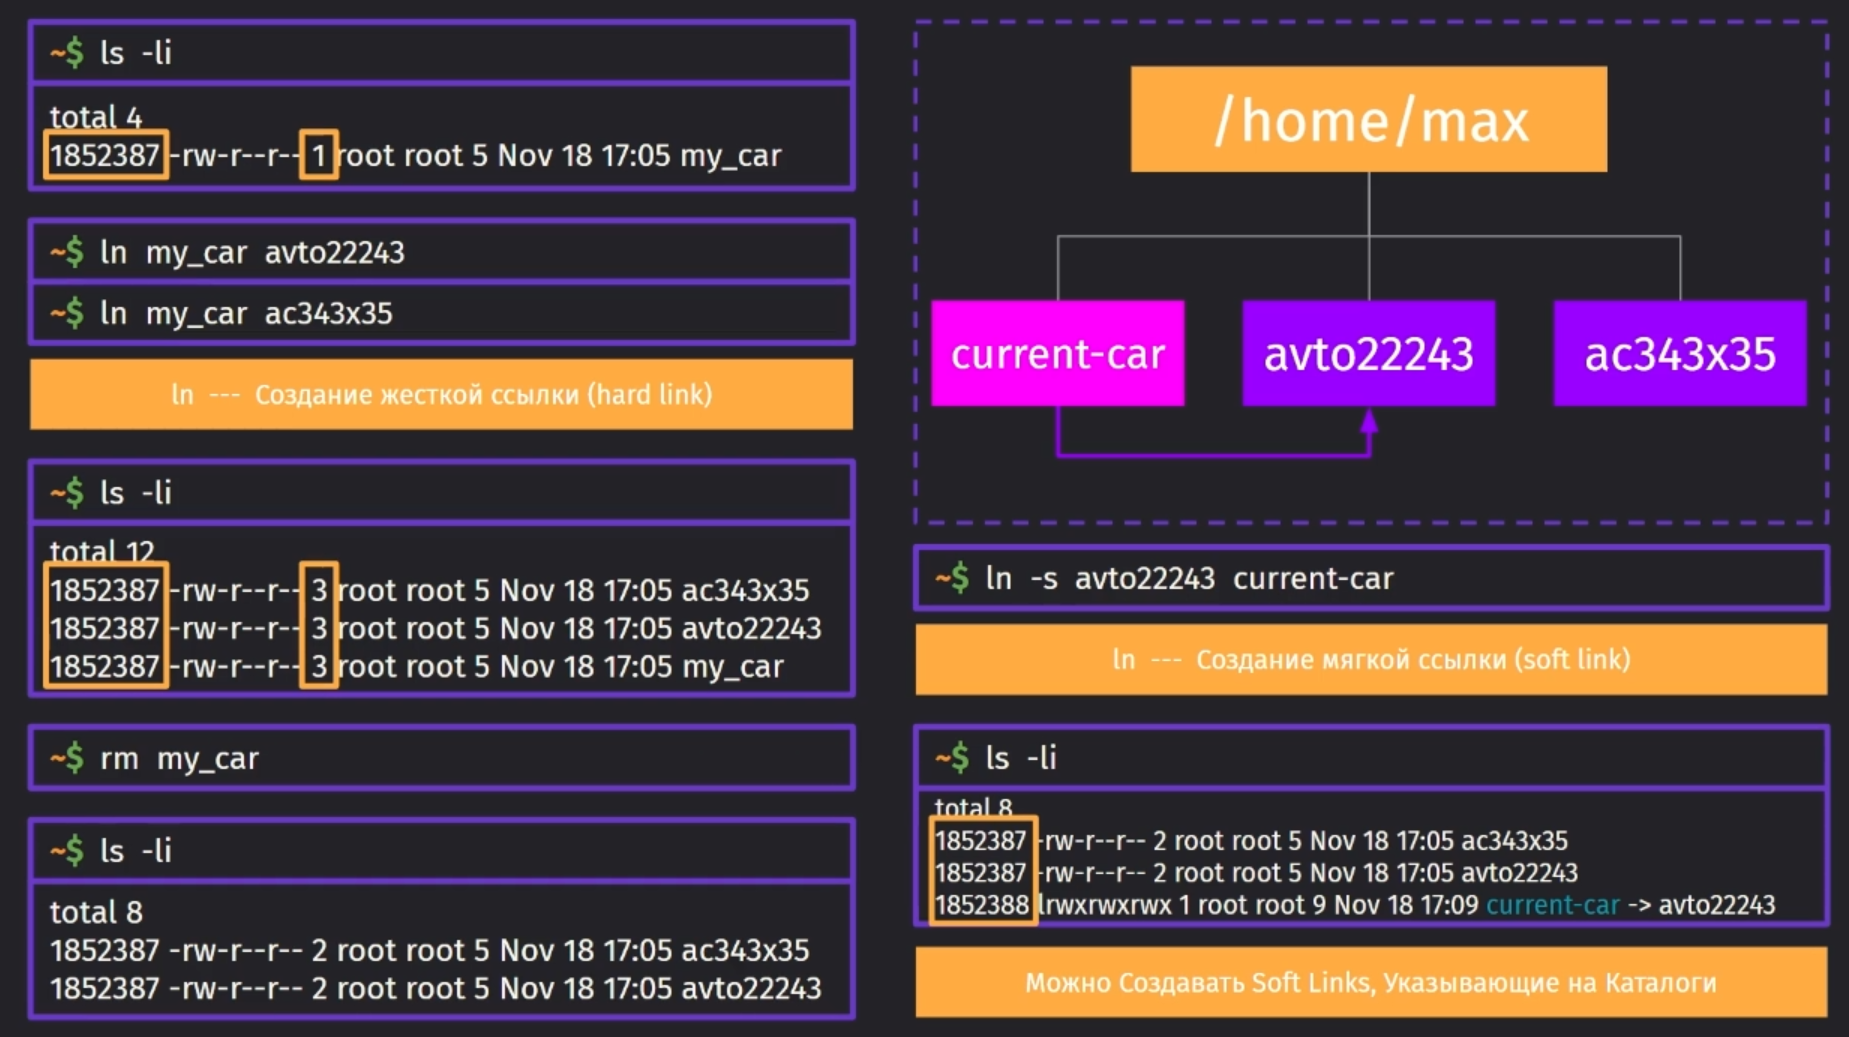 ~$ ls -li
total 4
1852387 -rw-r--r-- 1 root root 5 Nov 18 17:05 my_car
~$ ln my_car avto22243
~$ ln my_car ac343x35
ln --- Создание жесткой ссылки (hard link)
~$ ls -li
total 12
1852387 -rw-r--r-- 3 root root 5 Nov 18 17:05 ac343x35
1852387 -rw-r--r-- 3 root root 5 Nov 18 17:05 avto22243
1852387 -rw-r--r-- 3 root root 5 Nov 18 17:05 my_car
~$ rm my_car
~$ ls -li
total 8
1852387 -rw-r--r-- 2 root root 5 Nov 18 17:05 ac343x35
1852387 -rw-r--r-- 2 root root 5 Nov 18 17:05 avto22243
/home/max
current-car
avto22243
ac343x35
~$ ln -s avto22243 current-car
ln --- Создание мягкой ссылки (soft link)
~$ ls -li
total 8
1852387 -rw-r--r-- 2 root root 5 Nov 18 17:05 ac343x35
1852387 -rw-r--r-- 2 root root 5 Nov 18 17:05 avto22243
1852388 lrwxrwxrwx 1 root root 9 Nov 18 17:09 current-car -> avto22243
Можно Создавать Soft Links, Указывающие на Каталоги